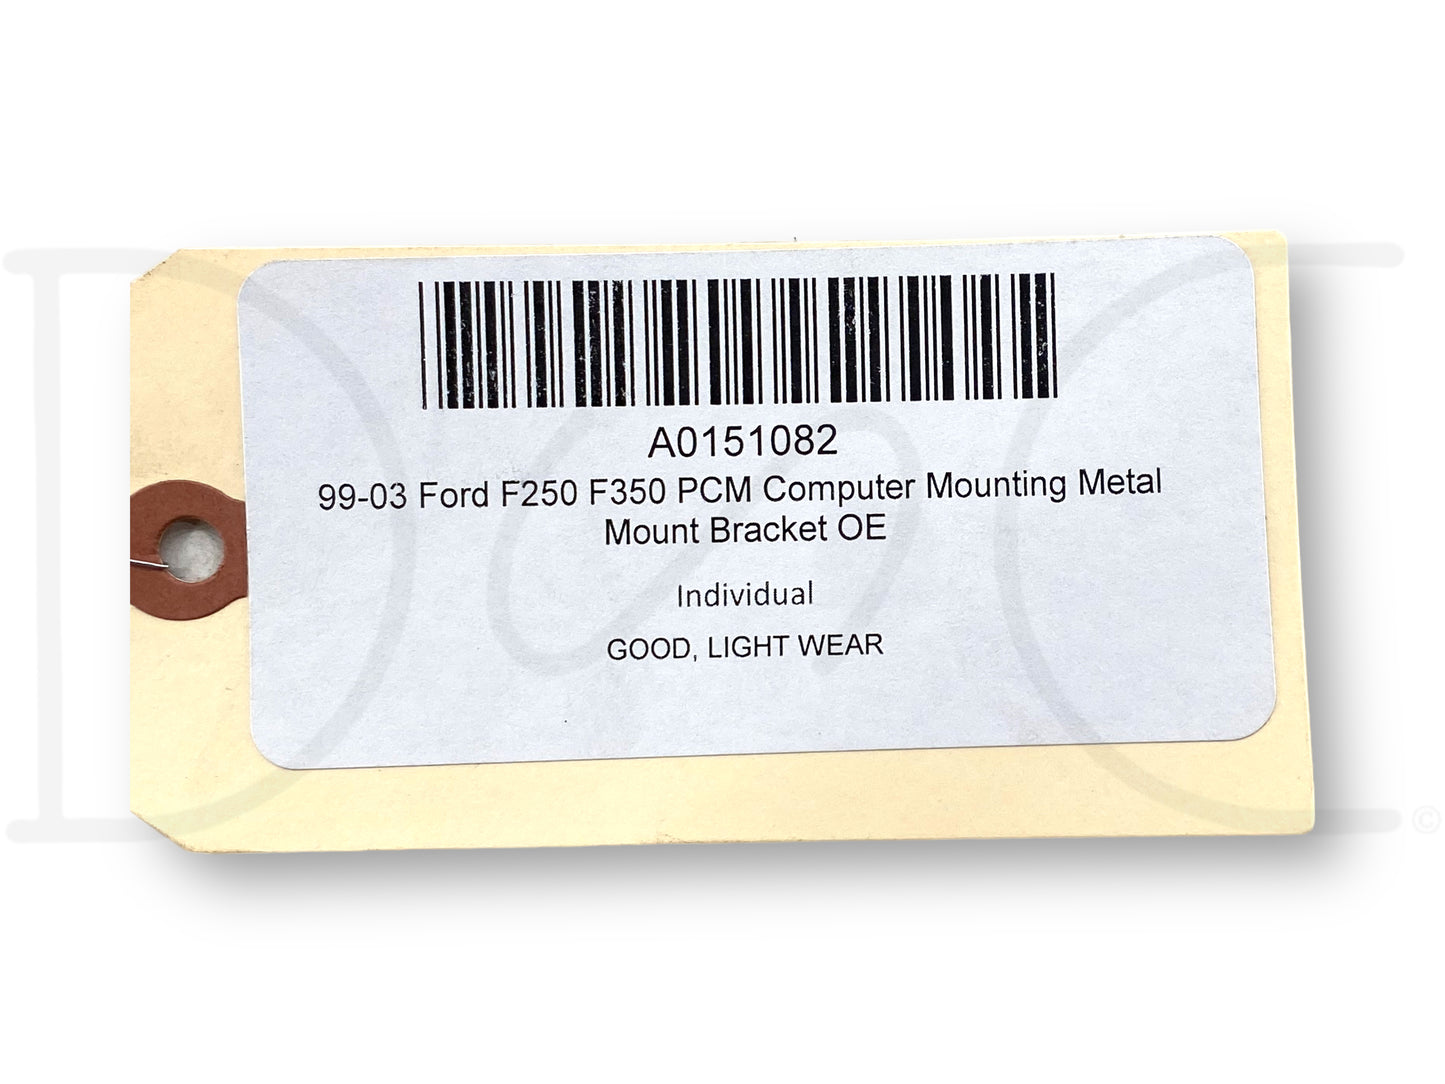 A0151082
99-03 Ford F250 F350 PCM Computer Mounting Metal
Mount Bracket OE
Individual
GOOD, LIGHT WEAR
©